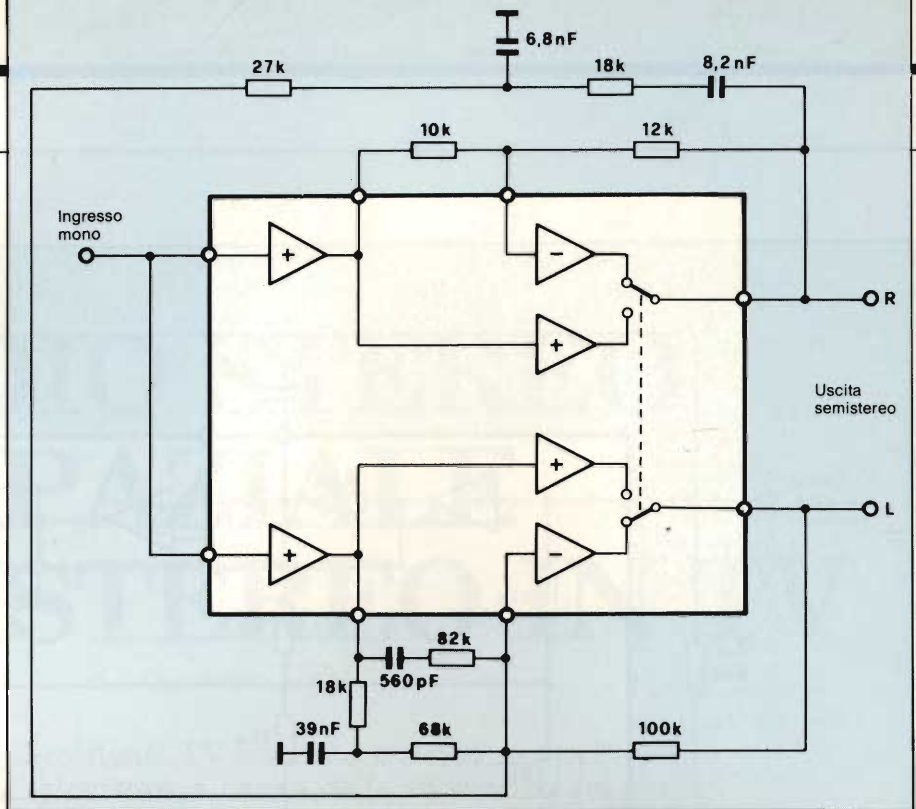 6,8nF
27k
18k
8,2nF
10k
12k
Ingresso
mono
+
−
+
R
Uscita
semistereo
+
L
+
−
82k
560pF
18k
39nF
68k
100k